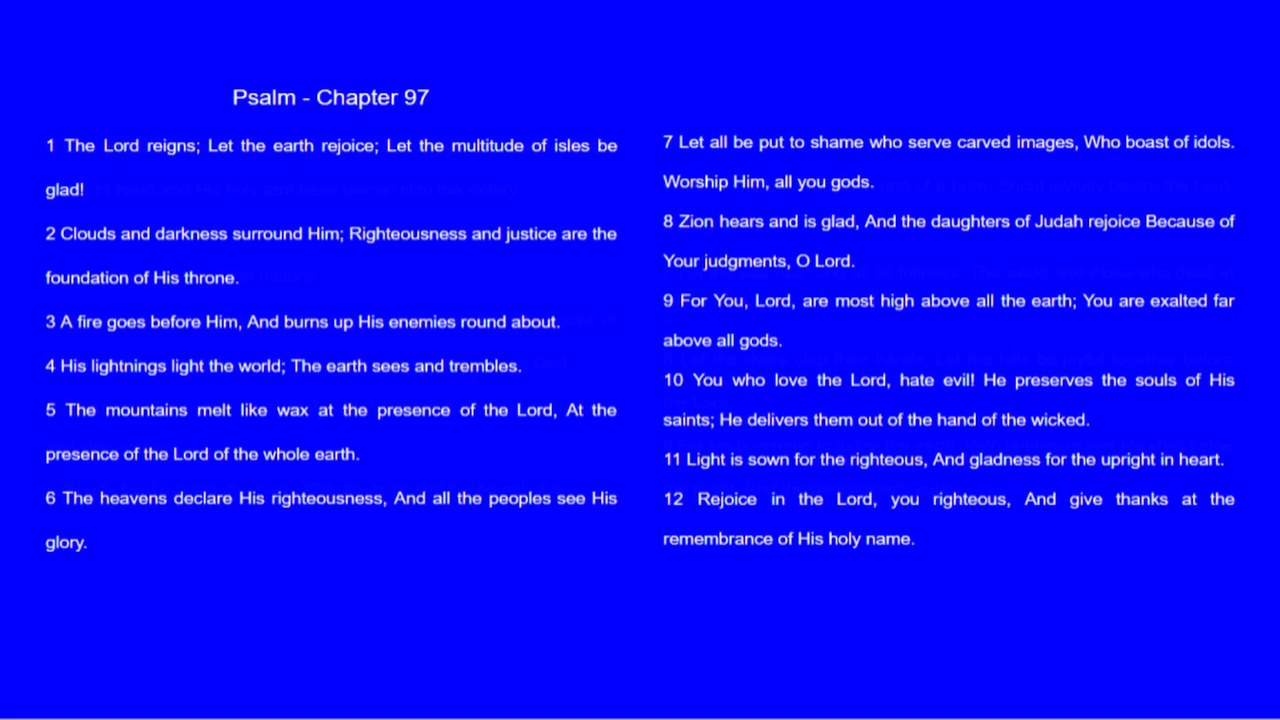 Psalm - Chapter 97
1 The Lord reigns; Let the earth rejoice; Let the multitude of isles be
glad!
2 Clouds and darkness surround Him; Righteousness and justice are the
foundation of His throne.
3 A fire goes before Him, And burns up His enemies round about.
4 His lightnings light the world; The earth sees and trembles.
5 The mountains melt like wax at the presence of the Lord, At the
presence of the Lord of the whole earth.
6 The heavens declare His righteousness, And all the peoples see His
glory.
7 Let all be put to shame who serve carved images, Who boast of idols.
Worship Him, all you gods.
8 Zion hears and is glad, And the daughters of Judah rejoice Because of
Your judgments, O Lord.
9 For You, Lord, are most high above all the earth; You are exalted far
above all gods.
10 You who love the Lord, hate evil! He preserves the souls of His
saints; He delivers them out of the hand of the wicked.
11 Light is sown for the righteous, And gladness for the upright in heart.
12 Rejoice in the Lord, you righteous, And give thanks at the
remembrance of His holy name.